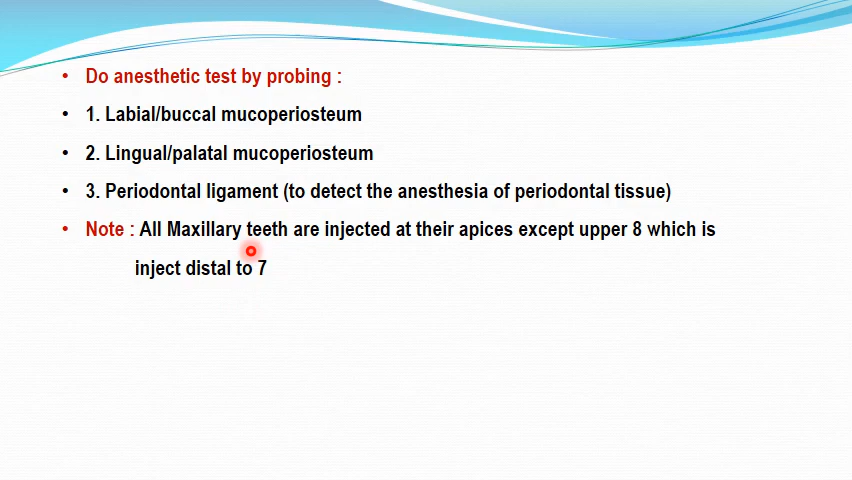 • Do anesthetic test by probing :
• 1. Labial/buccal mucoperiosteum
• 2. Lingual/palatal mucoperiosteum
• 3. Periodontal ligament (to detect the anesthesia of periodontal tissue)
• Note : All Maxillary teeth are injected at their apices except upper 8 which is
inject distal to 7